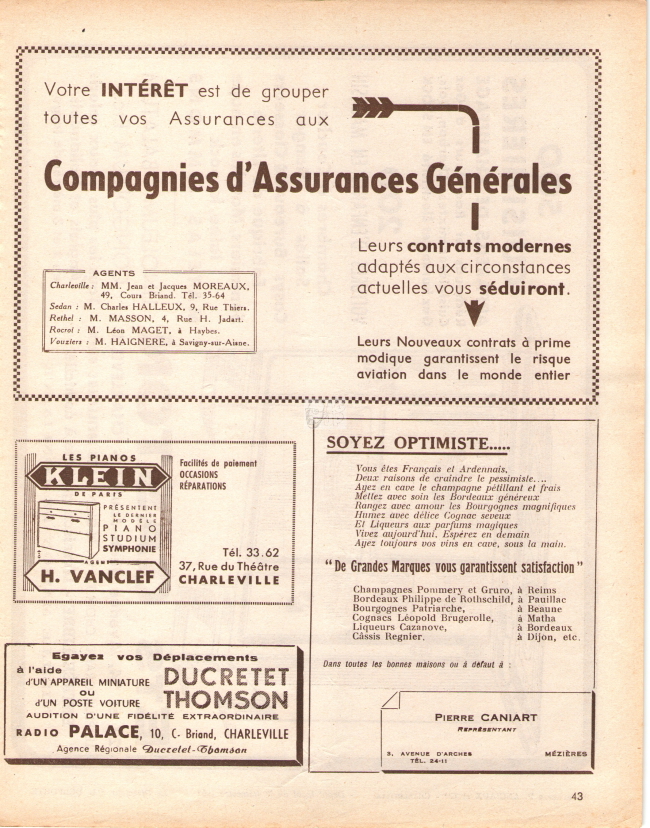 Votre INTÉRÊT est de grouper
toutes vos Assurances aux
Compagnies d'Assurances Générales
Leurs contrats modernes
adaptés aux circonstances
actuelles vous séduiront.
Leurs Nouveaux contrats à prime
modique garantissent le risque
aviation dans le monde entier
AGENTS
Charleville : MM. Jean et Jacques MOREAUX,
49, Cours Briand. Tél. 35-64
Sedan : M. Charles HALLEUX, 9, Rue Thiers.
Rethel : M. MASSON, 4, Rue H. Jadart.
Rocroi : M. Léon MAGET, à Haybes.
Vouziers : M. HAIGNERE, à Savigny-sur-Aisne.
LES PIANOS
KLEIN
DE PARIS
PRÉSENTENT
LE DERNIER
MODÈLE
PIANO
STUDIUM
SYMPHONIE
AGENT
H. VANCLEF
Facilités de paiement
OCCASIONS
RÉPARATIONS
Tél. 33.62
37, Rue du Théâtre
CHARLEVILLE
Egayez vos Déplacements
à l'aide
d'UN APPAREIL MINIATURE
ou
d'UN POSTE VOITURE
DUCRETET
THOMSON
AUDITION D'UNE FIDÉLITÉ EXTRAORDINAIRE
RADIO PALACE, 10, C- Briand, CHARLEVILLE
Agence Régionale Ducretet-Thomson
SOYEZ OPTIMISTE.....
Vous êtes Français et Ardennais,
Deux raisons de craindre le pessimiste....
Ayez en cave le champagne pétillant et frais
Mettez avec soin les Bordeaux généreux
Rangez avec amour les Bourgognes magnifiques
Humez avec délice Cognac seveux
Et Liqueurs aux parfums magiques
Vivez aujourd'hui, Espérez en demain
Ayez toujours vos vins en cave, sous la main.
"De Grandes Marques vous garantissent satisfaction"
Champagnes Pommery et Gruro, à Reims
Bordeaux Philippe de Rothschild, à Pauillac
Bourgognes Patriarche, à Beaune
Cognacs Léopold Brugerolle, à Matha
Liqueurs Cazanove, à Bordeaux
Câssis Regnier. à Dijon, etc.
Dans toutes les bonnes maisons ou à défaut à :
PIERRE CANIART
REPRÉSENTANT
3, AVENUE D'ARCHES MÉZIÈRES
TÉL. 24-11
43